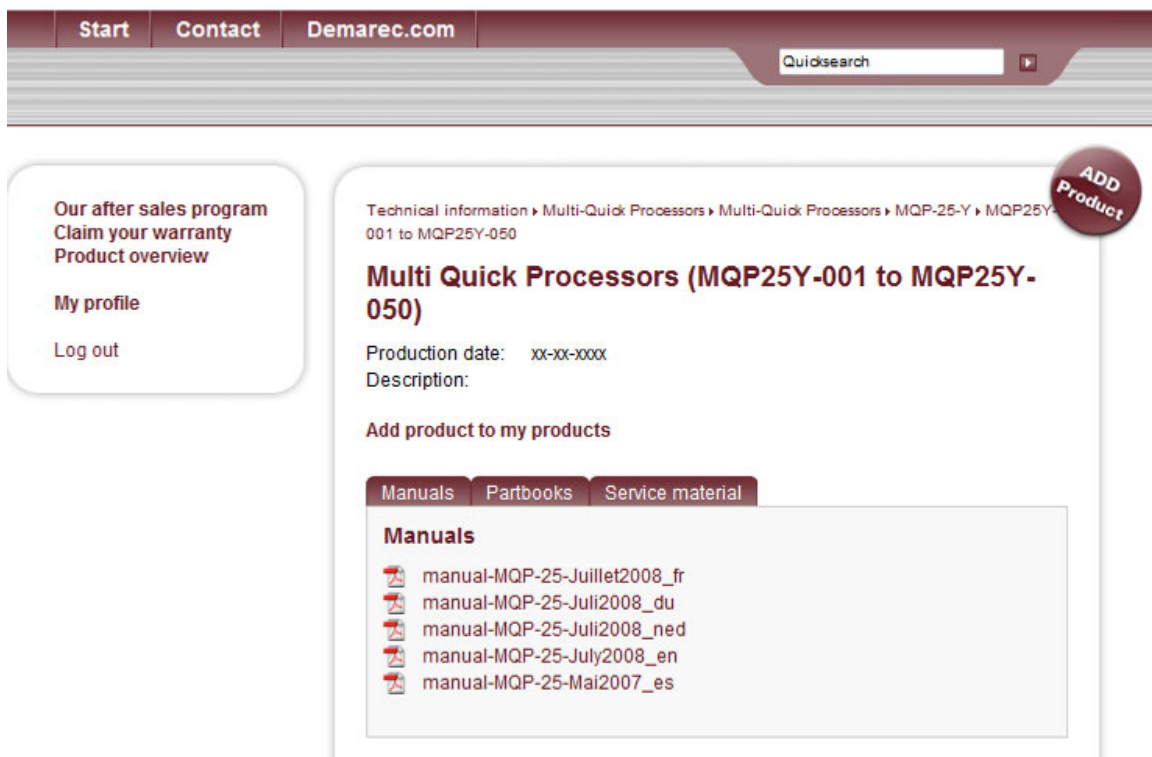 Start Contact Demarec.com
Quicksearch
ADD
Product
Our after sales program
Claim your warranty
Product overview
My profile
Log out
Technical information ▸ Multi-Quick Processors ▸ Multi-Quick Processors ▸ MQP-25-Y ▸ MQP25Y-
001 to MQP25Y-050
Multi Quick Processors (MQP25Y-001 to MQP25Y-
050)
Production date: xx-xx-xxxx
Description:
Add product to my products
Manuals Partbooks Service material
Manuals
manual-MQP-25-Juillet2008_fr
manual-MQP-25-Juli2008_du
manual-MQP-25-Juli2008_ned
manual-MQP-25-July2008_en
manual-MQP-25-Mai2007_es